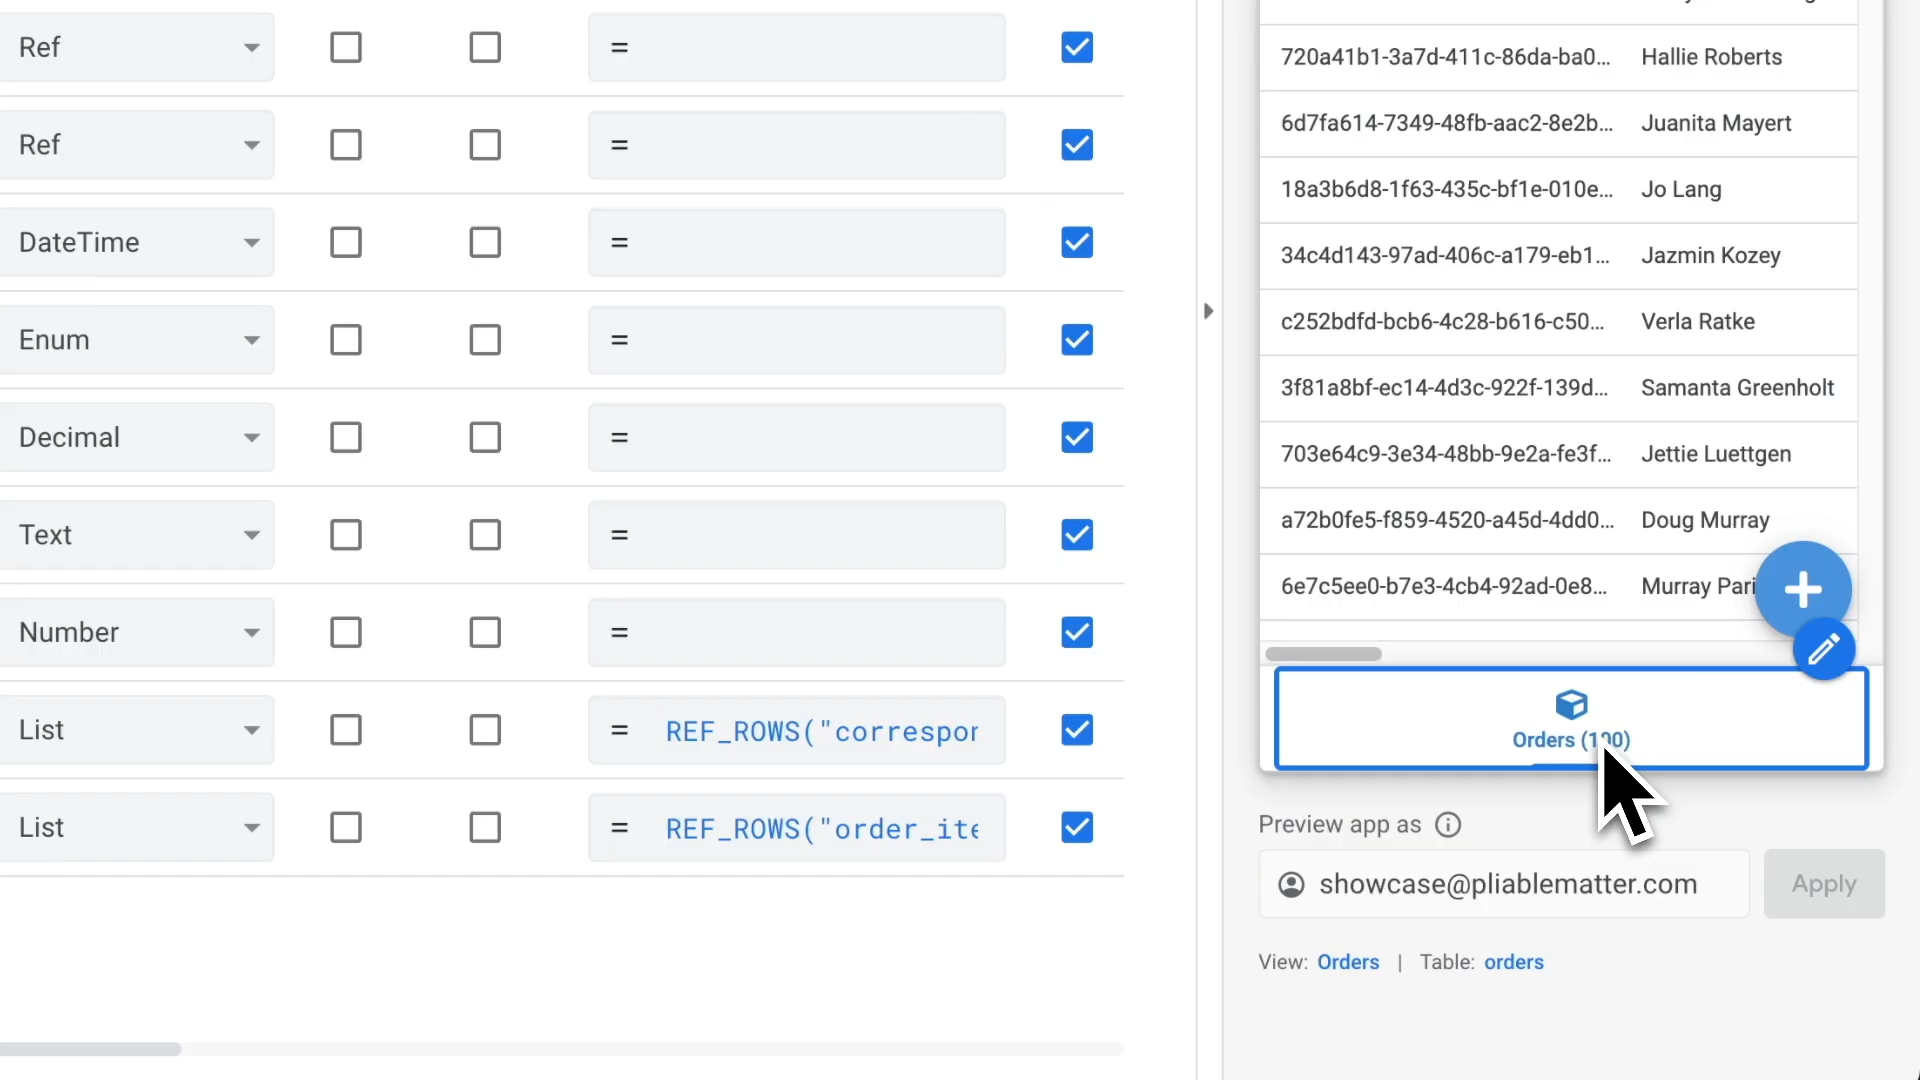 Ref =
Ref =
DateTime =
Enum =
Decimal =
Text =
Number =
List = REF_ROWS("correspor
List = REF_ROWS("order_ite
720a41b1-3a7d-411c-86da-ba0... Hallie Roberts
6d7fa614-7349-48fb-aac2-8e2b... Juanita Mayert
18a3b6d8-1f63-435c-bf1e-010e... Jo Lang
34c4d143-97ad-406c-a179-eb1... Jazmin Kozey
c252bdfd-bcb6-4c28-b616-c50... Verla Ratke
3f81a8bf-ec14-4d3c-922f-139d... Samanta Greenholt
703e64c9-3e34-48bb-9e2a-fe3f... Jettie Luettgen
a72b0fe5-f859-4520-a45d-4dd0... Doug Murray
6e7c5ee0-b7e3-4cb4-92ad-0e8... Murray Pari
Orders (100)
Preview app as
showcase@pliablematter.com Apply
View: Orders | Table: orders